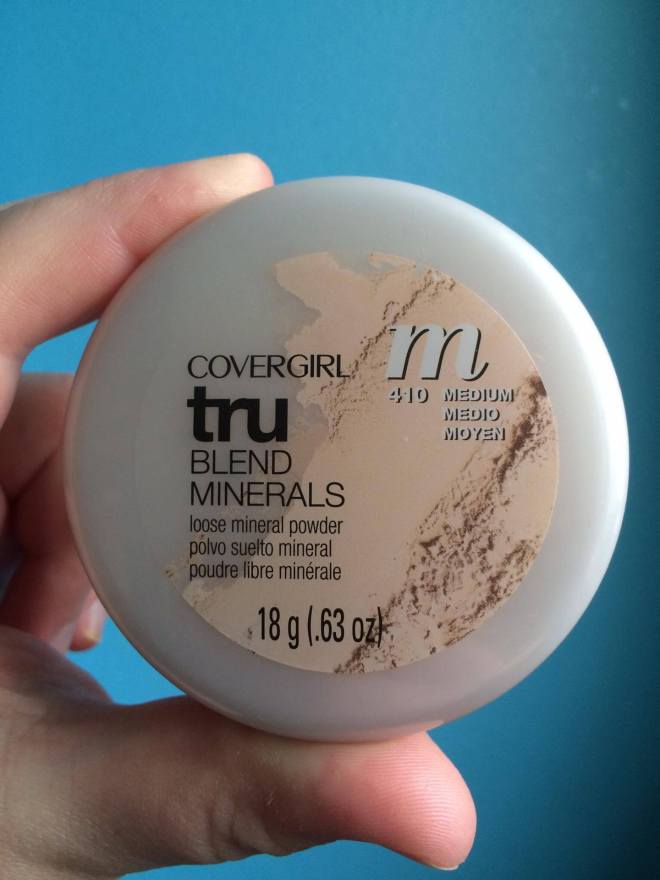 COVERGIRL
tru
BLEND
MINERALS
loose mineral powder
polvo suelto mineral
poudre libre minérale
18 g (.63 oz)
m
410 MEDIUM
MEDIO
MOYEN